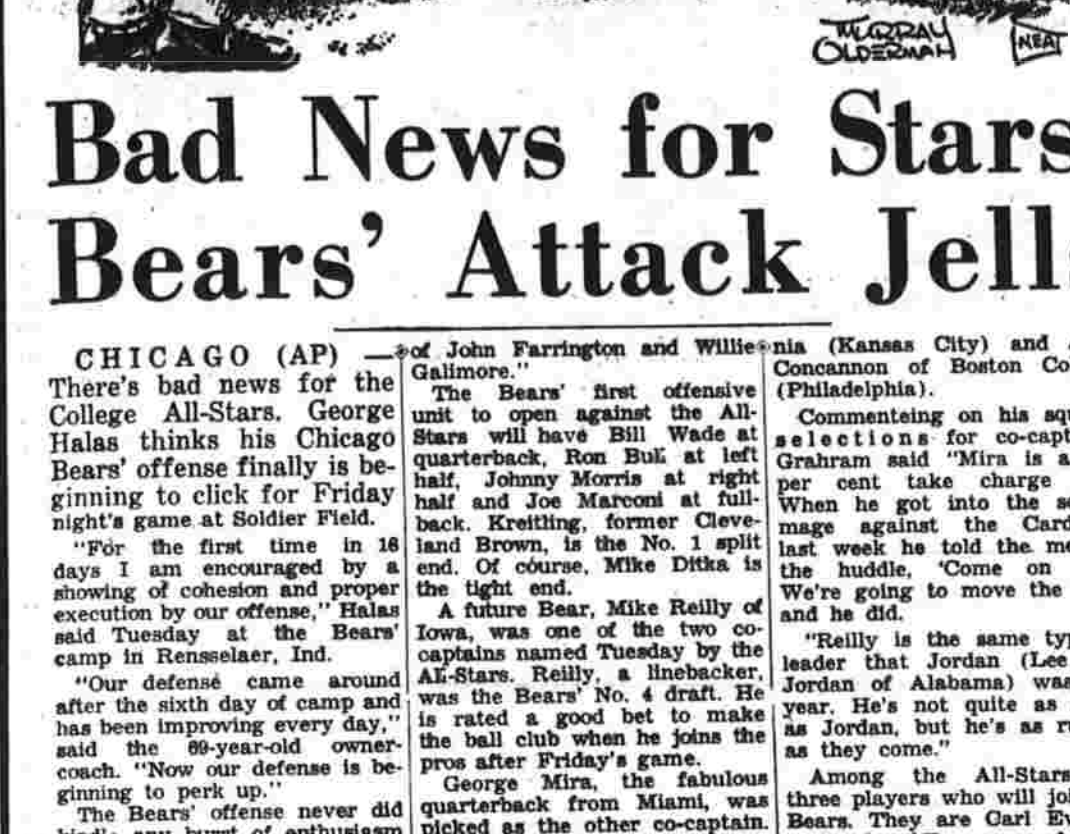 MURRAY
OLDERMAN
NEA
Bad News for Stars
Bears' Attack Jells
CHICAGO (AP) —
There's bad news for the
College All-Stars. George
Halas thinks his Chicago
Bears' offense finally is be-
ginning to click for Friday
night's game at Soldier Field.
"For the first time in 16
days I am encouraged by a
showing of cohesion and proper
execution by our offense," Halas
said Tuesday at the Bears'
camp in Rensselaer, Ind.
"Our defense came around
after the sixth day of camp and
has been improving every day,"
said the 69-year-old owner-
coach. "Now our defense is be-
ginning to perk up."
The Bears' offense never did
any burst of enthusiasm
of John Farrington and Willie
Galimore."
The Bears' first offensive
unit to open against the All-
Stars will have Bill Wade at
quarterback, Ron Bull at left
half, Johnny Morris at right
half and Joe Marconi at full-
back. Kreitling, former Cleve-
land Brown, is the No. 1 split
end. Of course, Mike Ditka is
the tight end.
A future Bear, Mike Reilly of
Iowa, was one of the two co-
captains named Tuesday by the
All-Stars. Reilly, a linebacker,
was the Bears' No. 4 draft. He
is rated a good bet to make
the ball club when he joins the
pros after Friday's game.
George Mira, the fabulous
quarterback from Miami, was
picked as the other co-captain.
nia (Kansas City) and
Concannon of Boston Co
(Philadelphia).
Commenteing on his squ
selections for co-capt
Grahram said "Mira is a
per cent take charge
When he got into the s
mage against the Card
last week he told the me
the huddle, 'Come on
We're going to move the
and he did.
"Reilly is the same typ
leader that Jordan (Lee
Jordan of Alabama) was
year. He's not quite as
as Jordan, but he's as r
as they come."
Among the All-Stars
three players who will joi
Bears. They are Carl Ev